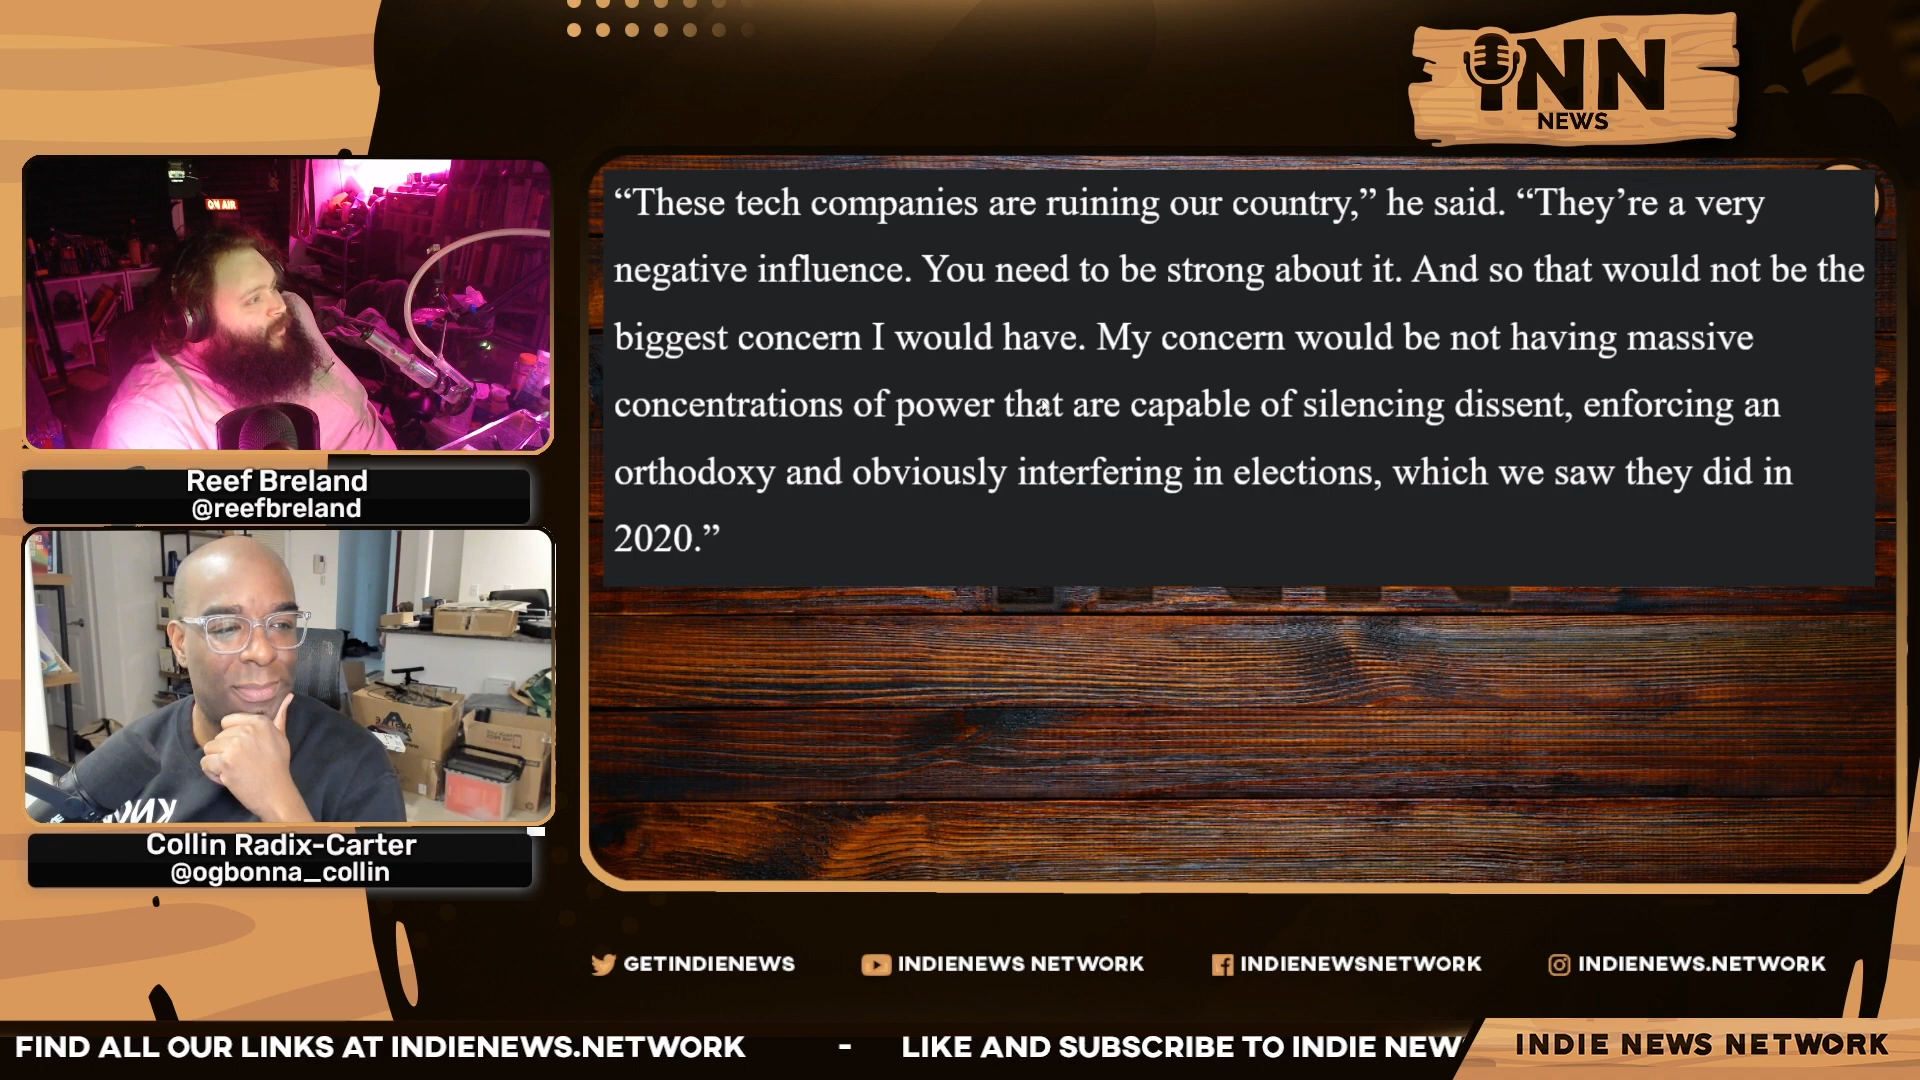 iNN
NEWS
ON AIR
“These tech companies are ruining our country,” he said. “They’re a very
negative influence. You need to be strong about it. And so that would not be the
biggest concern I would have. My concern would be not having massive
concentrations of power that are capable of silencing dissent, enforcing an
orthodoxy and obviously interfering in elections, which we saw they did in
2020.”
Reef Breland
@reefbreland
Collin Radix-Carter
@ogbonna_collin
GETINDIENEWS
INDIENEWS NETWORK
INDIENEWSNETWORK
INDIENEWS.NETWORK
FIND ALL OUR LINKS AT INDIENEWS.NETWORK - LIKE AND SUBSCRIBE TO INDIE NEW
INDIE NEWS NETWORK